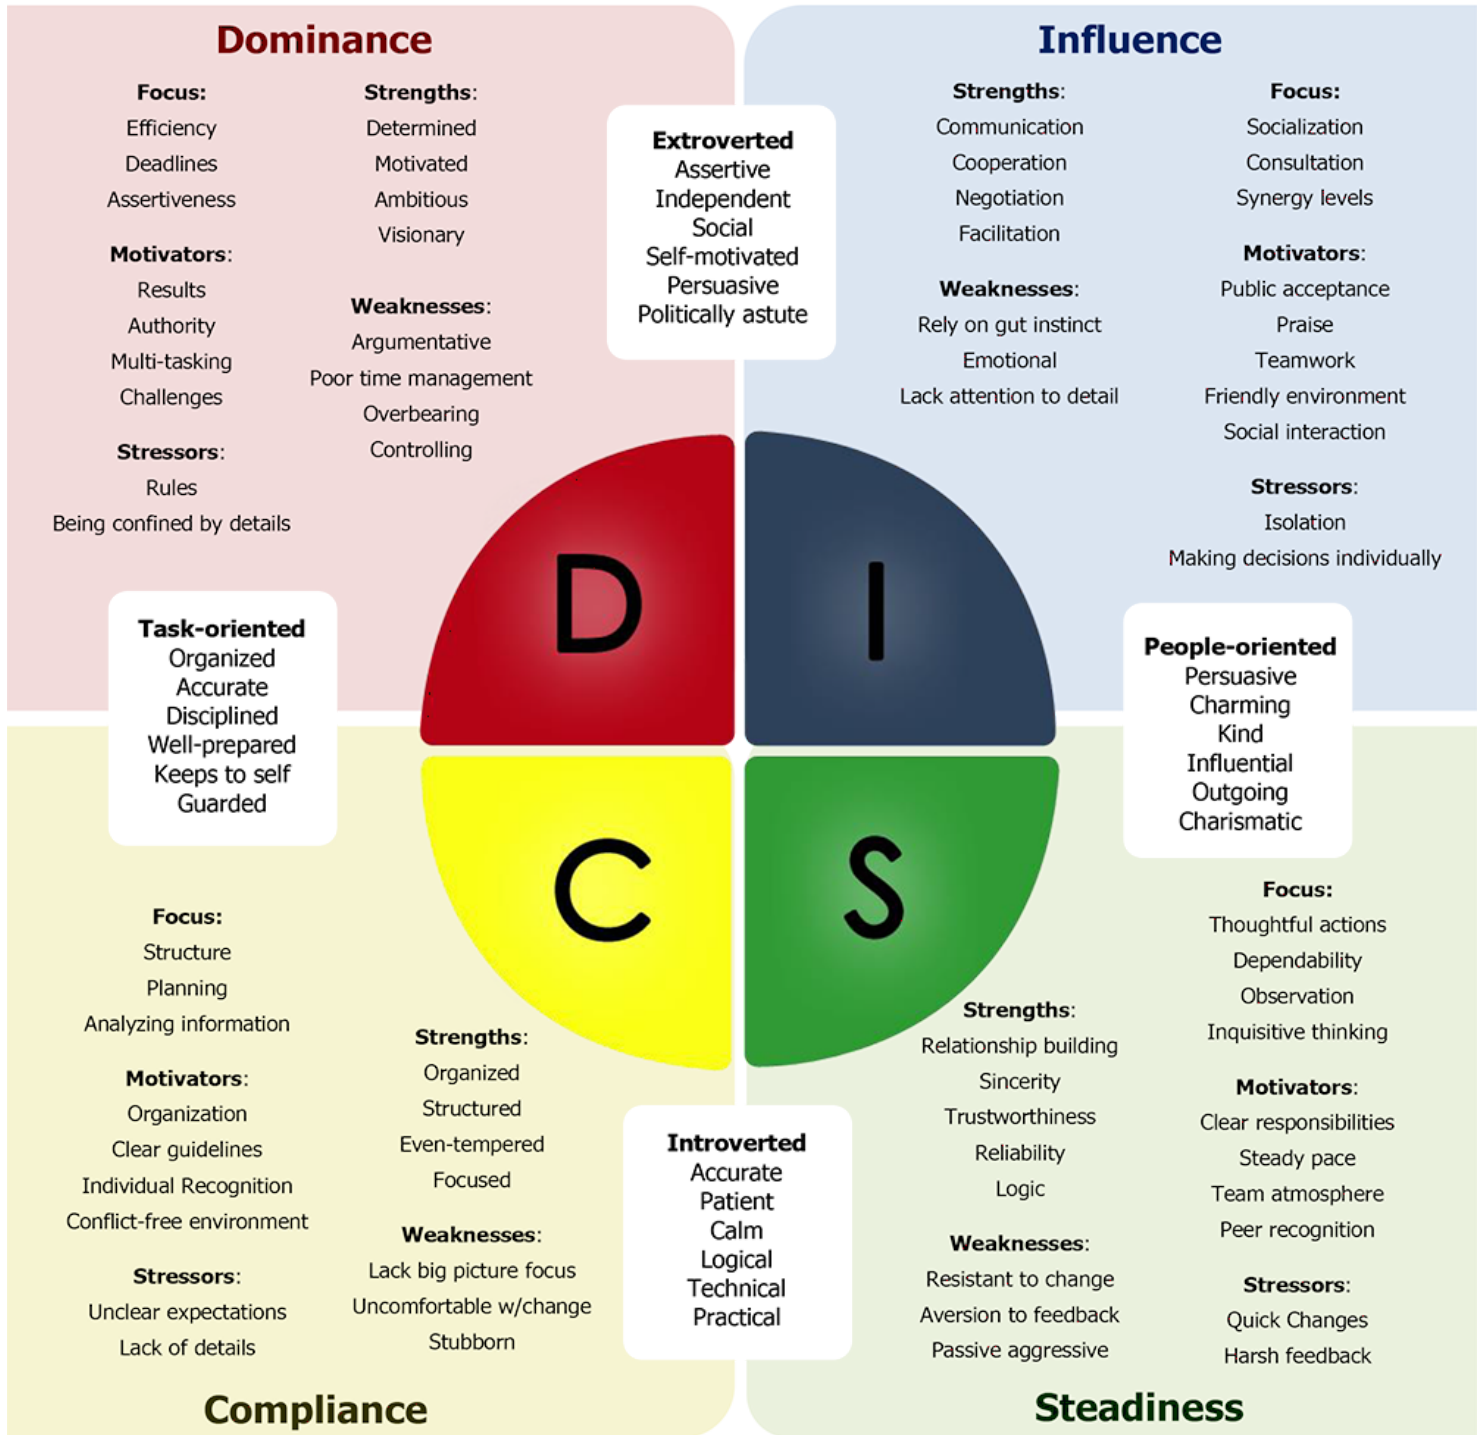 Dominance
Focus:
Efficiency
Deadlines
Assertiveness
Motivators:
Results
Authority
Multi-tasking
Challenges
Stressors:
Rules
Being confined by details
Strengths:
Determined
Motivated
Ambitious
Visionary
Weaknesses:
Argumentative
Poor time management
Overbearing
Controlling
Extroverted
Assertive
Independent
Social
Self-motivated
Persuasive
Politically astute
Influence
Strengths:
Communication
Cooperation
Negotiation
Facilitation
Weaknesses:
Rely on gut instinct
Emotional
Lack attention to detail
Focus:
Socialization
Consultation
Synergy levels
Motivators:
Public acceptance
Praise
Teamwork
Friendly environment
Social interaction
Stressors:
Isolation
Making decisions individually
D
I
Task-oriented
Organized
Accurate
Disciplined
Well-prepared
Keeps to self
Guarded
People-oriented
Persuasive
Charming
Kind
Influential
Outgoing
Charismatic
C
S
Focus:
Structure
Planning
Analyzing information
Motivators:
Organization
Clear guidelines
Individual Recognition
Conflict-free environment
Stressors:
Unclear expectations
Lack of details
Strengths:
Organized
Structured
Even-tempered
Focused
Weaknesses:
Lack big picture focus
Uncomfortable w/change
Stubborn
Compliance
Introverted
Accurate
Patient
Calm
Logical
Technical
Practical
Strengths:
Relationship building
Sincerity
Trustworthiness
Reliability
Logic
Weaknesses:
Resistant to change
Aversion to feedback
Passive aggressive
Focus:
Thoughtful actions
Dependability
Observation
Inquisitive thinking
Motivators:
Clear responsibilities
Steady pace
Team atmosphere
Peer recognition
Stressors:
Quick Changes
Harsh feedback
Steadiness